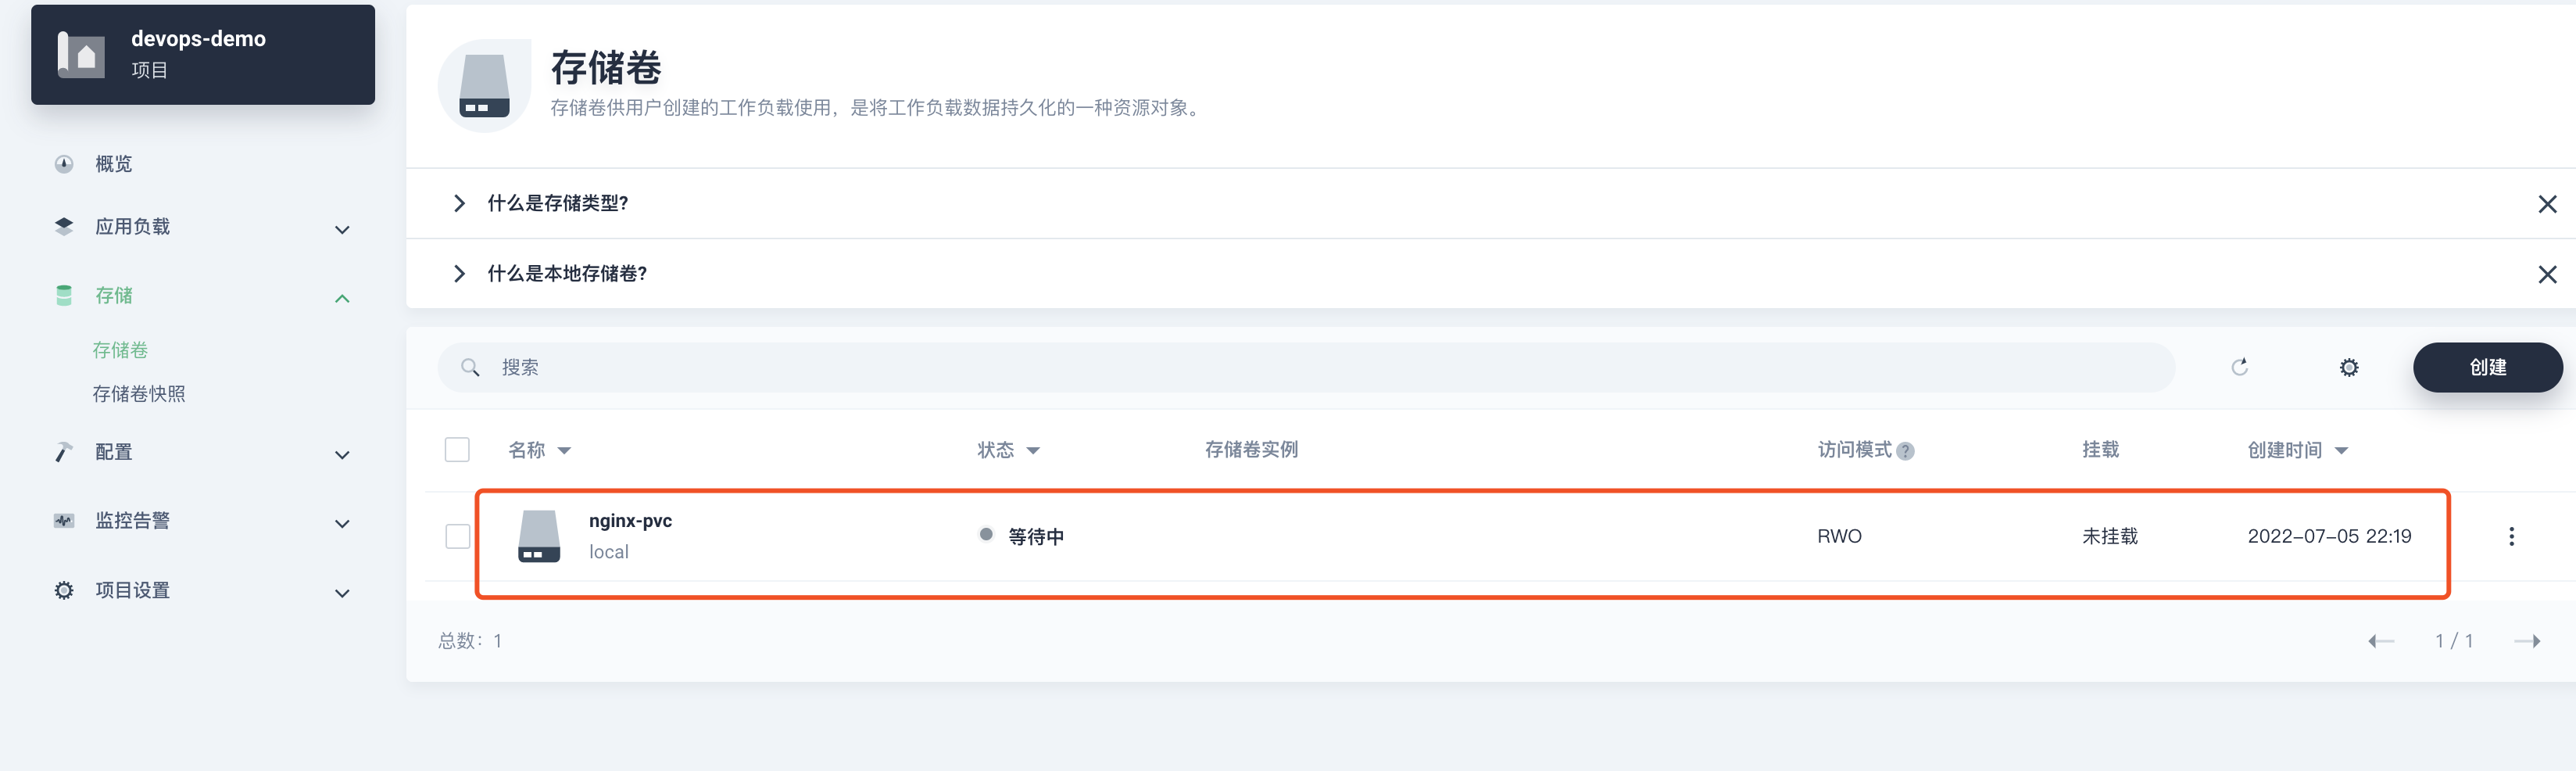 devops-demo
项目
概览
应用负载
存储
存储卷
存储卷快照
配置
监控告警
项目设置
存储卷
存储卷供用户创建的工作负载使用，是将工作负载数据持久化的一种资源对象。
什么是存储类型?
什么是本地存储卷?
搜索
创建
名称 状态 存储卷实例 访问模式 ? 挂载 创建时间
nginx-pvc
local
等待中 RWO 未挂载 2022-07-05 22:19
总数：1
1 / 1